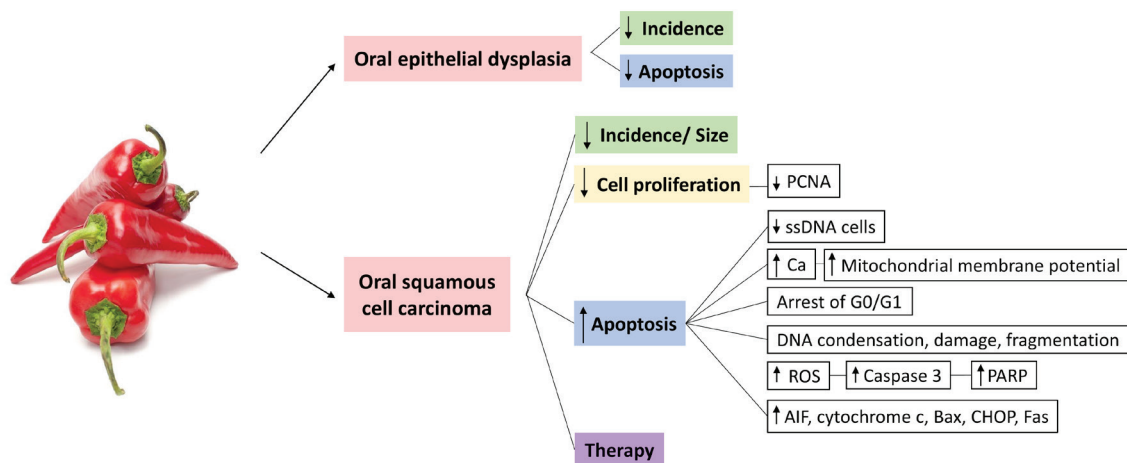 Oral epithelial dysplasia
↓ Incidence
↓ Apoptosis
Oral squamous
cell carcinoma
↓ Incidence/ Size
↓ Cell proliferation
↓ PCNA
↑ Apoptosis
↓ ssDNA cells
↑ Ca
↑ Mitochondrial membrane potential
Arrest of G0/G1
DNA condensation, damage, fragmentation
↑ ROS
↑ Caspase 3
↑ PARP
↑ AIF, cytochrome c, Bax, CHOP, Fas
Therapy